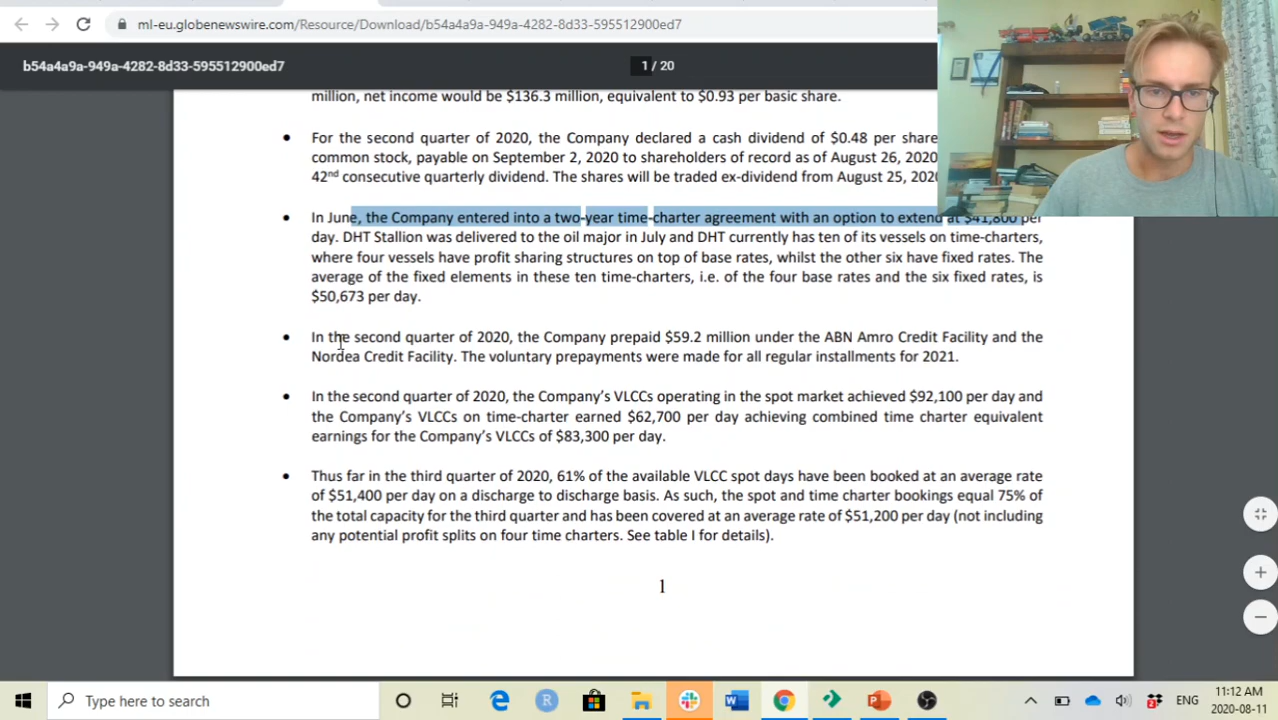 ml-eu.globenewswire.com/Resource/Download/b54a4a9a-949a-4282-8d33-595512900ed7
b54a4a9a-949a-4282-8d33-595512900ed7
1 / 20
million, net income would be $136.3 million, equivalent to $0.93 per basic share.
• For the second quarter of 2020, the Company declared a cash dividend of $0.48 per share
common stock, payable on September 2, 2020 to shareholders of record as of August 26, 2020
42nd consecutive quarterly dividend. The shares will be traded ex-dividend from August 25, 2020
• In June, the Company entered into a two-year time-charter agreement with an option to extend at $41,800 per
day. DHT Stallion was delivered to the oil major in July and DHT currently has ten of its vessels on time-charters,
where four vessels have profit sharing structures on top of base rates, whilst the other six have fixed rates. The
average of the fixed elements in these ten time-charters, i.e. of the four base rates and the six fixed rates, is
$50,673 per day.
• In the second quarter of 2020, the Company prepaid $59.2 million under the ABN Amro Credit Facility and the
Nordea Credit Facility. The voluntary prepayments were made for all regular installments for 2021.
• In the second quarter of 2020, the Company’s VLCCs operating in the spot market achieved $92,100 per day and
the Company’s VLCCs on time-charter earned $62,700 per day achieving combined time charter equivalent
earnings for the Company’s VLCCs of $83,300 per day.
• Thus far in the third quarter of 2020, 61% of the available VLCC spot days have been booked at an average rate
of $51,400 per day on a discharge to discharge basis. As such, the spot and time charter bookings equal 75% of
the total capacity for the third quarter and has been covered at an average rate of $51,200 per day (not including
any potential profit splits on four time charters. See table I for details).
1
Type here to search
ENG
11:12 AM
2020-08-11